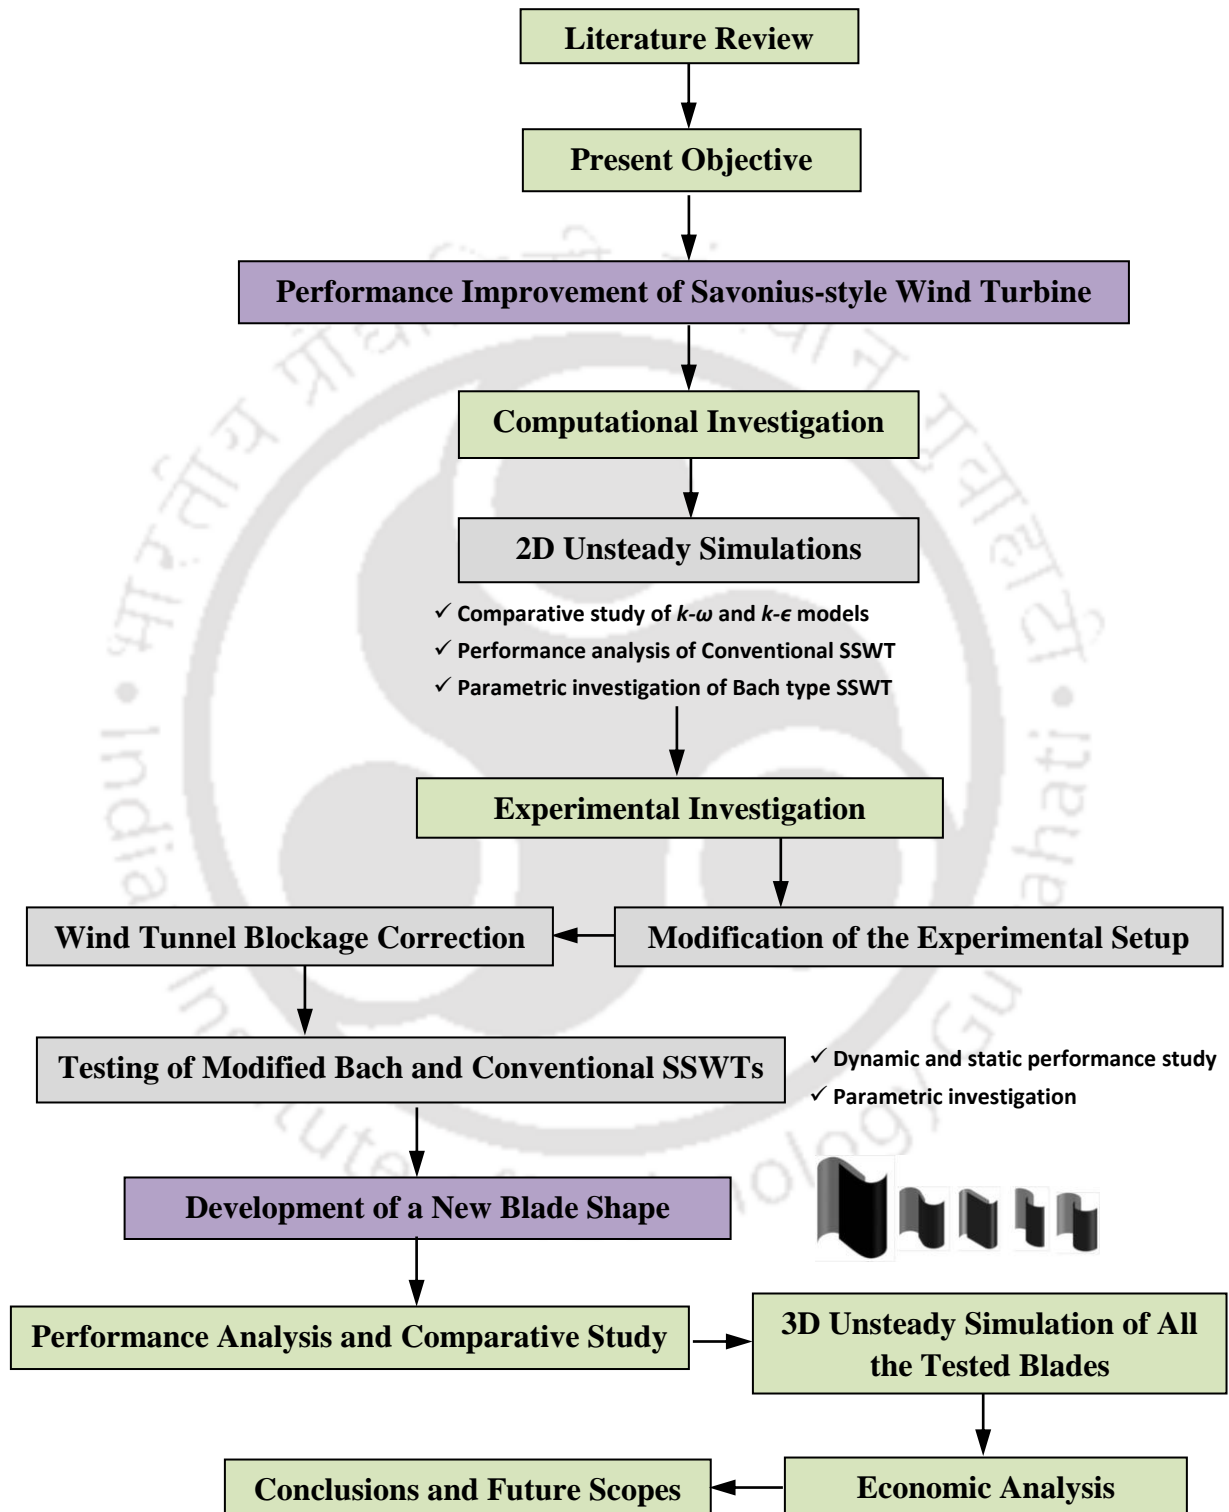 Literature Review
Present Objective
Performance Improvement of Savonius-style Wind Turbine
Computational Investigation
2D Unsteady Simulations
✓ Comparative study of k-ω and k-ϵ models
✓ Performance analysis of Conventional SSWT
✓ Parametric investigation of Bach type SSWT
Experimental Investigation
Wind Tunnel Blockage Correction
Modification of the Experimental Setup
Testing of Modified Bach and Conventional SSWTs
✓ Dynamic and static performance study
✓ Parametric investigation
Development of a New Blade Shape
Performance Analysis and Comparative Study
3D Unsteady Simulation of All
the Tested Blades
Conclusions and Future Scopes
Economic Analysis
भारतीय
गुवाहाटी
Indian Institute